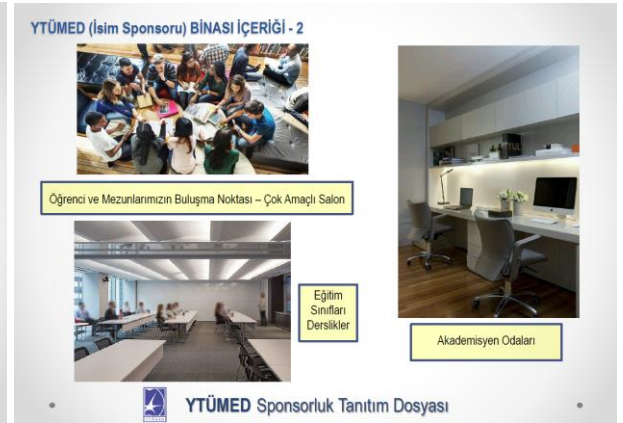 YTÜMED (İsim Sponsoru) BİNASI İÇERİĞİ - 2
Öğrenci ve Mezunlarımızın Buluşma Noktası – Çok Amaçlı Salon
Eğitim
Sınıfları
Derslikler
Akademisyen Odaları
YTÜMED Sponsorluk Tanıtım Dosyası